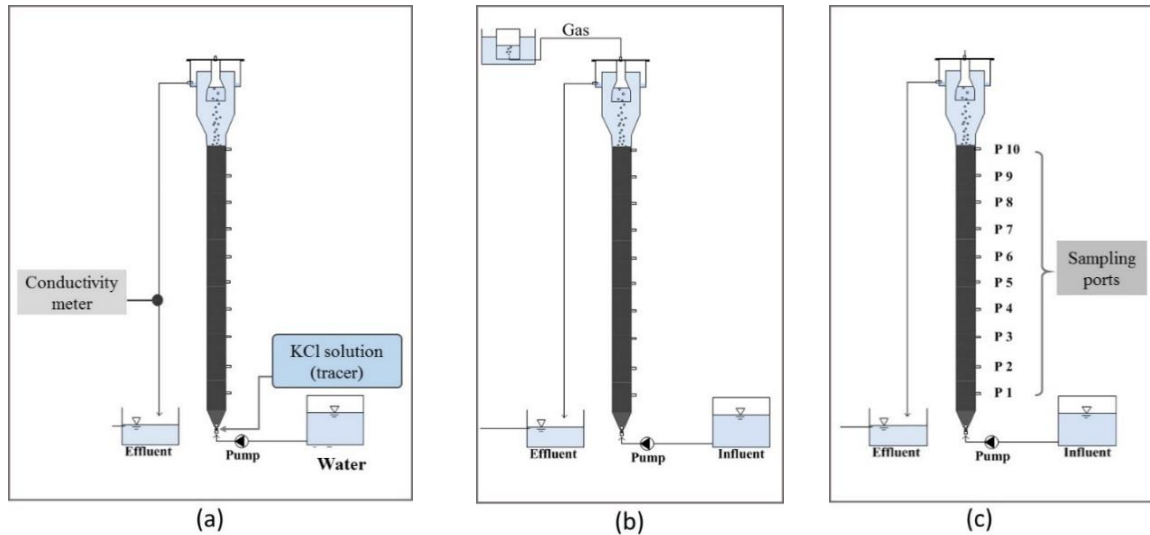 Conductivity
meter
KCl solution
(tracer)
Effluent
Pump
Water
(a)
Gas
Effluent
Pump
Influent
(b)
P 10
P 9
P 8
P 7
P 6
P 5
P 4
P 3
P 2
P 1
Sampling
ports
Effluent
Pump
Influent
(c)